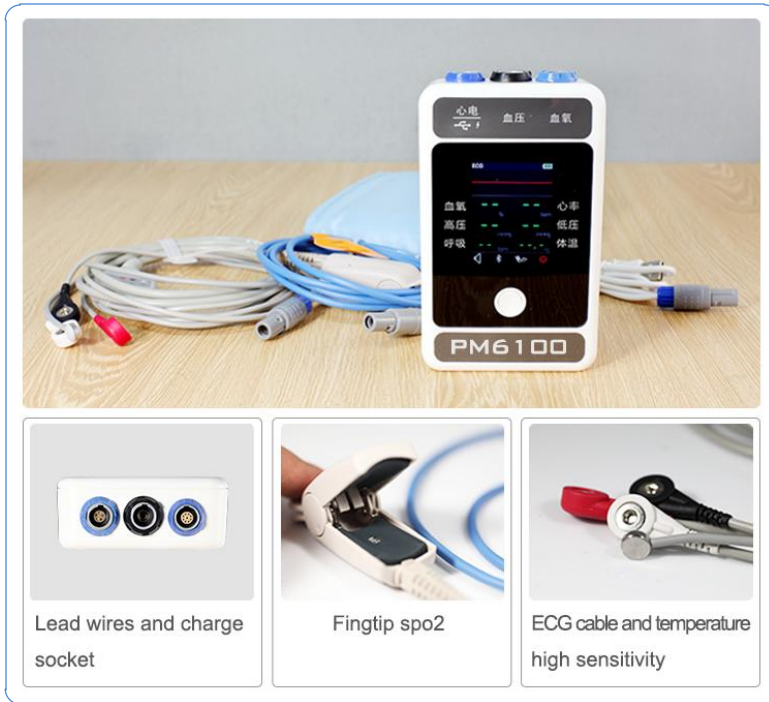 心电
血压
血氧
ECG
血氧
心率
高压
低压
呼吸
体温
PM6100
Lead wires and charge
socket
Fingtip spo2
ECG cable and temperature
high sensitivity